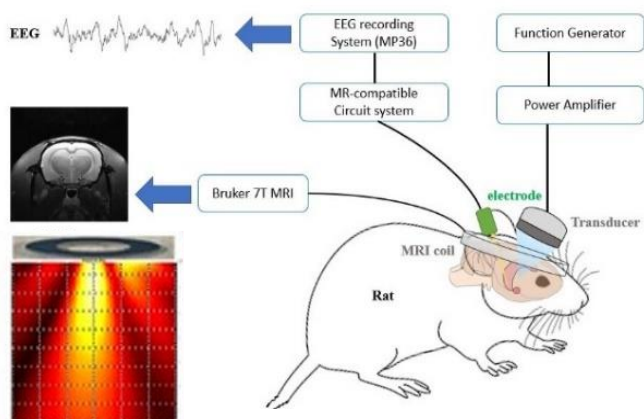 EEG
EEG recording
System (MP36)
Function Generator
MR-compatible
Circuit system
Power Amplifier
Bruker 7T MRI
electrode
Transducer
MRI coil
Rat